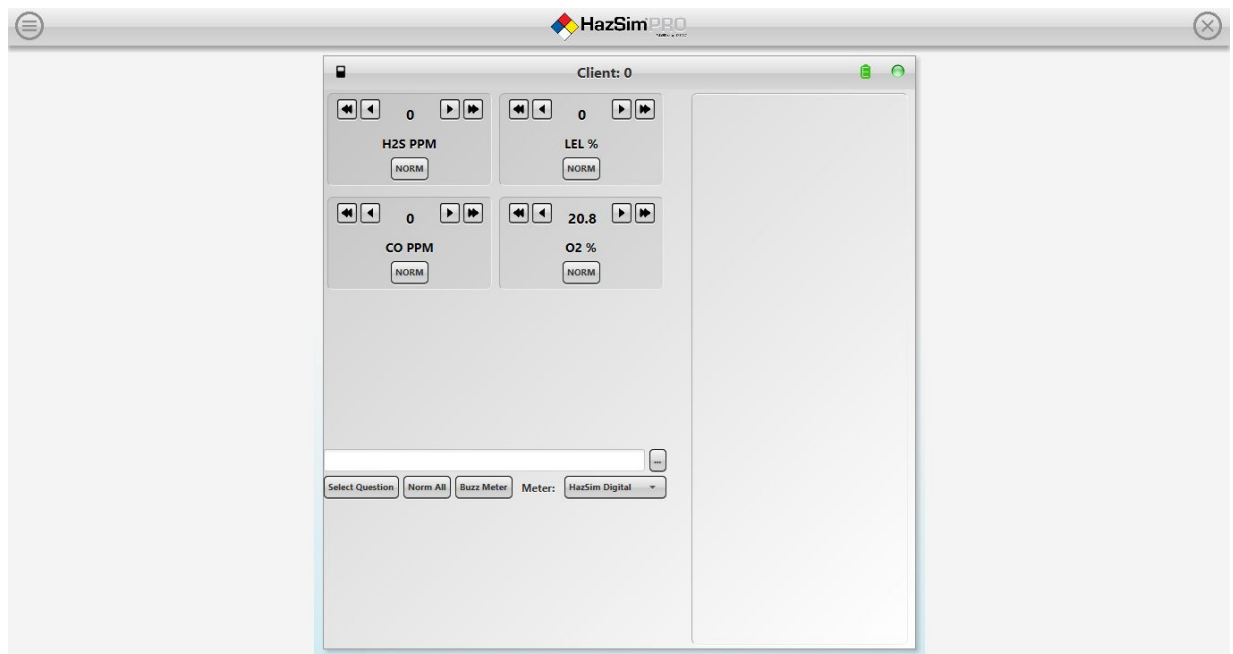 HazSim PRO
Client: 0
0
H2S PPM
NORM
0
LEL %
NORM
0
CO PPM
NORM
20.8
O2 %
NORM
...
Select Question Norm All Buzz Meter Meter: HazSim Digital